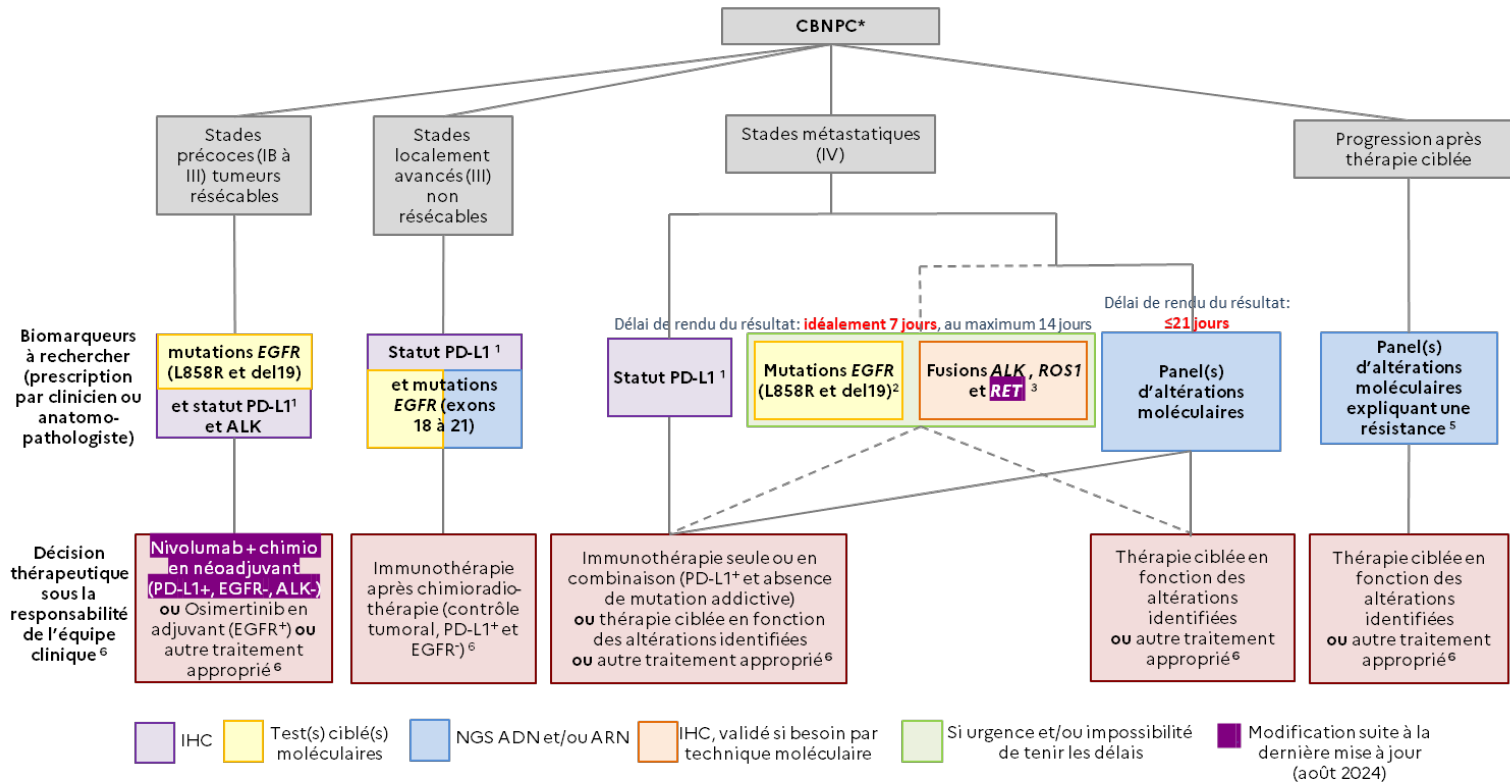 CBNPC*
Stades
précoces (IB à
III) tumeurs
résécables
Stades
localement
avancés (III)
non
résécables
Stades métastatiques
(IV)
Progression après
thérapie ciblée
Biomarqueurs
à rechercher
(prescription
par clinicien ou
anatomo-
pathologiste)
mutations EGFR
(L858R et del19)
et statut PD-L1¹
et ALK
Statut PD-L1 ¹
et mutations
EGFR (exons
18 à 21)
Délai de rendu du résultat: idéalement 7 jours, au maximum 14 jours
Statut PD-L1 ¹
Mutations EGFR
(L858R et del19)²
Fusions ALK , ROS1
et RET ³
Délai de rendu du résultat:
≤21 jours
Panel(s)
d’altérations
moléculaires
Panel(s)
d’altérations
moléculaires
expliquant une
résistance ⁵
Décision
thérapeutique
sous la
responsabilité
de l’équipe
clinique ⁶
Nivolumab + chimio
en néoadjuvant
(PD-L1+, EGFR-, ALK-)
ou Osimertinib en
adjuvant (EGFR⁺) ou
autre traitement
approprié ⁶
Immunothérapie
après chimioradio-
thérapie (contrôle
tumoral, PD-L1⁺ et
EGFR⁻) ⁶
Immunothérapie seule ou en
combinaison (PD-L1⁺ et absence
de mutation addictive)
ou thérapie ciblée en fonction
des altérations identifiées
ou autre traitement approprié ⁶
Thérapie ciblée en
fonction des
altérations
identifiées
ou autre traitement
approprié ⁶
Thérapie ciblée en
fonction des
altérations
identifiées
ou autre traitement
approprié ⁶
IHC
Test(s) ciblé(s)
moléculaires
NGS ADN et/ou ARN
IHC, validé si besoin par
technique moléculaire
Si urgence et/ou impossibilité
de tenir les délais
Modification suite à la
dernière mise à jour
(août 2024)